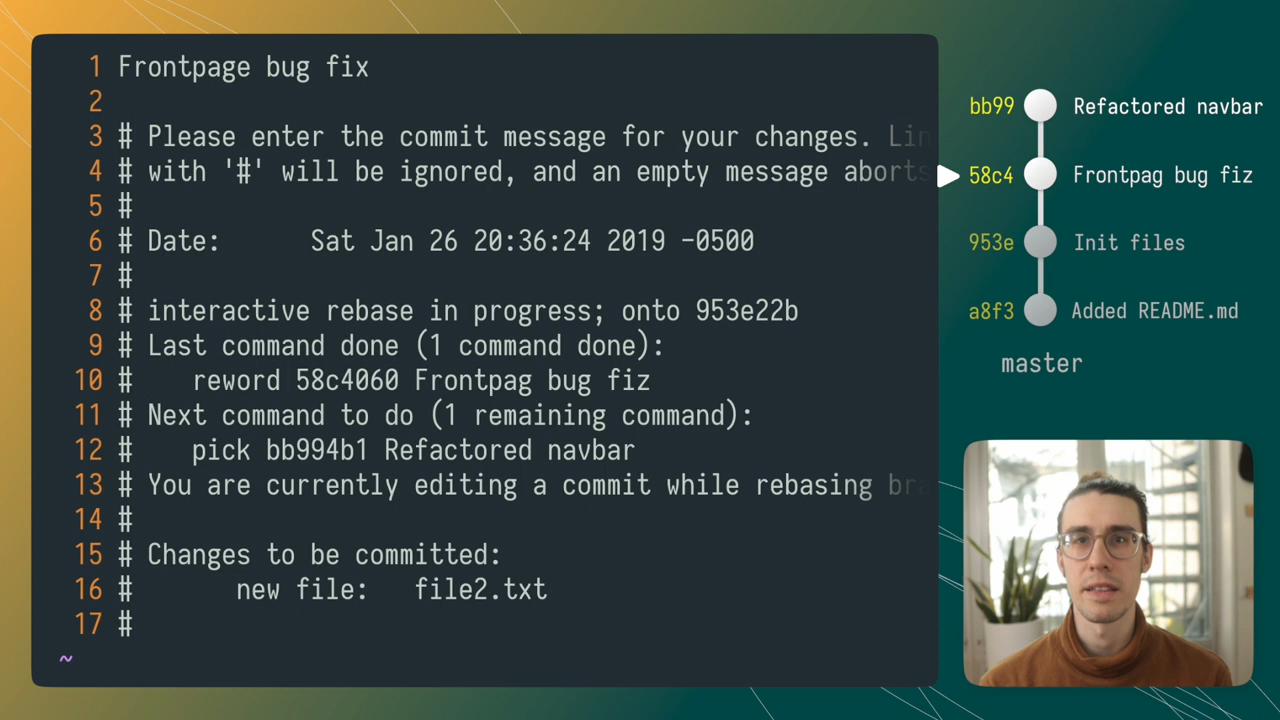 1 Frontpage bug fix
2
3 # Please enter the commit message for your changes. Lin
4 # with '#' will be ignored, and an empty message aborts
5 #
6 # Date:      Sat Jan 26 20:36:24 2019 -0500
7 #
8 # interactive rebase in progress; onto 953e22b
9 # Last command done (1 command done):
10 #    reword 58c4060 Frontpag bug fiz
11 # Next command to do (1 remaining command):
12 #    pick bb994b1 Refactored navbar
13 # You are currently editing a commit while rebasing bra
14 #
15 # Changes to be committed:
16 #       new file:   file2.txt
17 #
~
bb99 Refactored navbar
58c4 Frontpag bug fiz
953e Init files
a8f3 Added README.md
master